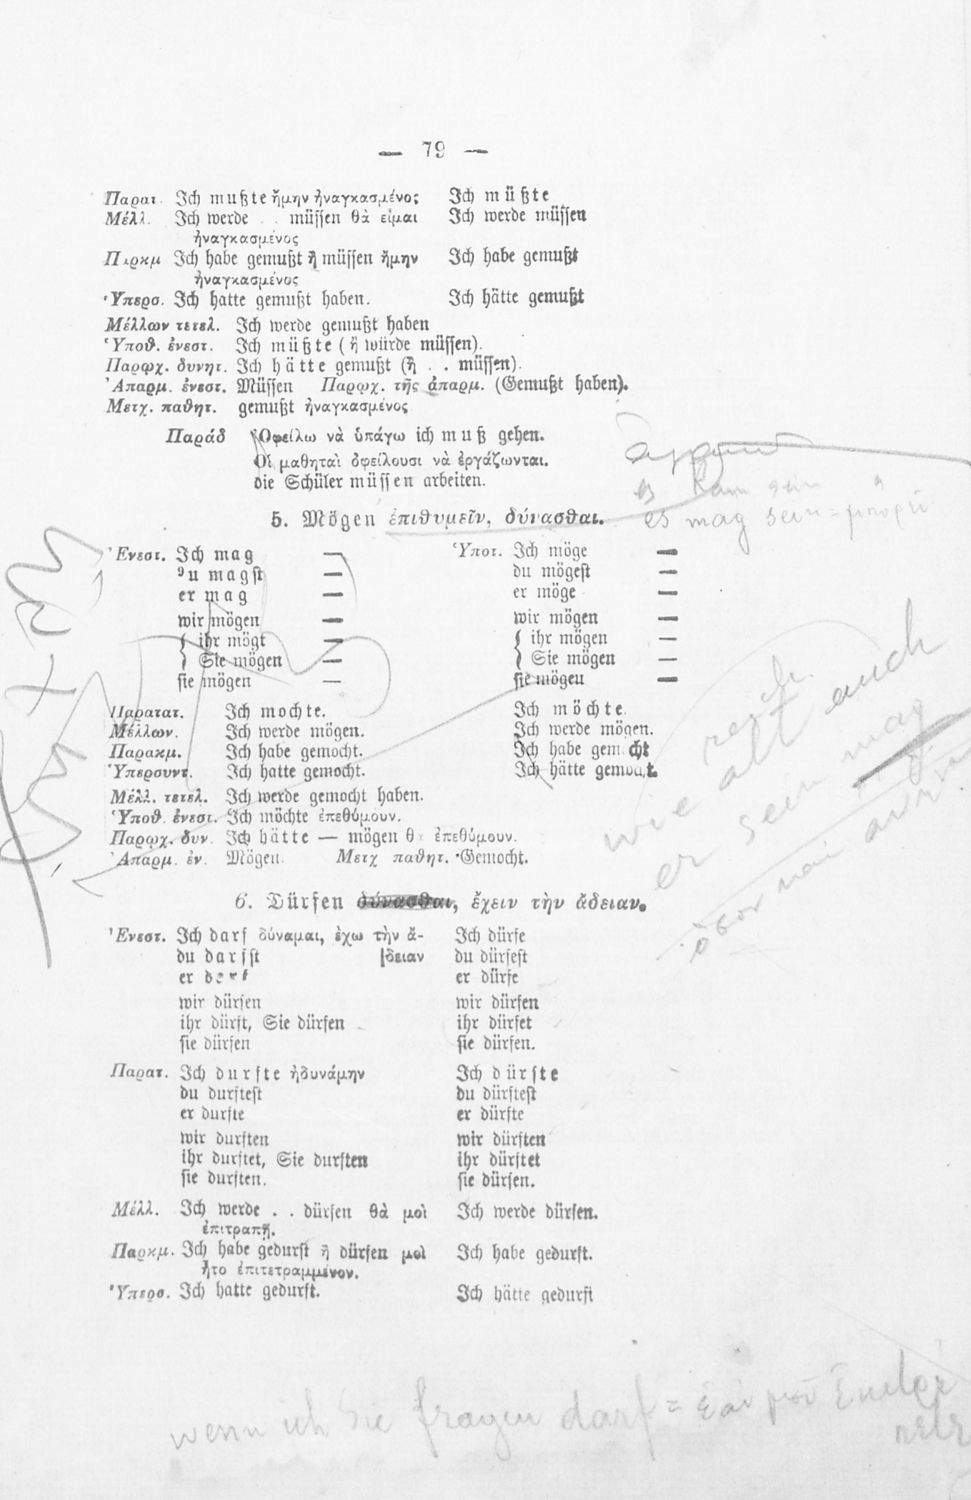 — 79 —
Παρατ. Ich mußte ἤμην ἠναγκασμένος Ich müßte
Μέλλ. Ich werde . . müssen θὰ εἶμαι Ich werde müssen
ἠναγκασμένος
Παρκμ Ich habe gemußt ἢ müssen ἤμην Ich habe gemußt
ἠναγκασμένος
Ὑπερσ. Ich hatte gemußt haben. Ich hätte gemußt
Μέλλων τετελ. Ich werde gemußt haben
Ὑποθ. ἐνεστ. Ich müßte (ἢ würde müssen).
Παρῳχ. δυνητ. Ich hätte gemußt (ἢ . . müssen).
Ἀπαρμ. ἐνεστ. Müssen Παρῳχ. τῆς ἀπαρμ. (Gemußt haben).
Μετχ. παθητ. gemußt ἠναγκασμένος
Παράδ Ὀφείλω νὰ ὑπάγω ich muß gehen.
Οἱ μαθηταὶ ὀφείλουσι νὰ ἐργάζωνται.
die Schüler müssen arbeiten.
es kann sein
5. Mögen ἐπιθυμεῖν, δύνασθαι. es mag sein = μπορεῖ
Ἐνεστ. Ich mag — Ὑποτ. Ich möge —
du magst — du mögest —
er mag — er möge —
wir mögen — wir mögen —
{ ihr mögt — { ihr mögen —
{ Sie mögen — { Sie mögen —
sie mögen — sie mögen —
Παρατατ. Ich mochte. Ich möchte.
Μέλλων. Ich werde mögen. Ich werde mögen.
Παρακμ. Ich habe gemocht. Ich habe gemocht
Ὑπερσυντ. Ich hatte gemocht. Ich hätte gemocht.
Μέλλ. τετελ. Ich werde gemocht haben.
Ὑποθ. ἐνεστ. Ich möchte ἐπεθύμουν.
Παρῳχ. δυν. Ich hätte — mögen θὰ ἐπεθύμουν.
Ἀπαρμ. ἐν. Mögen. Μετχ παθητ. Gemocht.
wie alt auch
er sein mag
6. Dürfen δύνασθαι, ἔχειν τὴν ἄδειαν.
Ἐνεστ. Ich darf δύναμαι, ἔχω τὴν ἄ- Ich dürfe
du darfst |δειαν du dürfest
er darf er dürfe
wir dürfen wir dürfen
ihr dürft, Sie dürfen ihr dürfet
sie dürfen sie dürfen.
Παρατ. Ich durfte ἠδυνάμην Ich dürfte
du durftest du dürftest
er durfte er dürfte
wir durften wir dürften
ihr durftet, Sie durften ihr dürftet
sie durften. sie dürfen.
Μέλλ. Ich werde . . dürfen θὰ μοὶ Ich werde dürfen.
ἐπιτραπῇ.
Παρκμ. Ich habe gedurft ἢ dürfen μοὶ Ich habe gedurft.
ἦτο ἐπιτετραμμένον.
Ὑπερσ. Ich hatte gedurft. Ich hätte gedurft
wenn ich Sie fragen darf = ἐὰν μοῦ